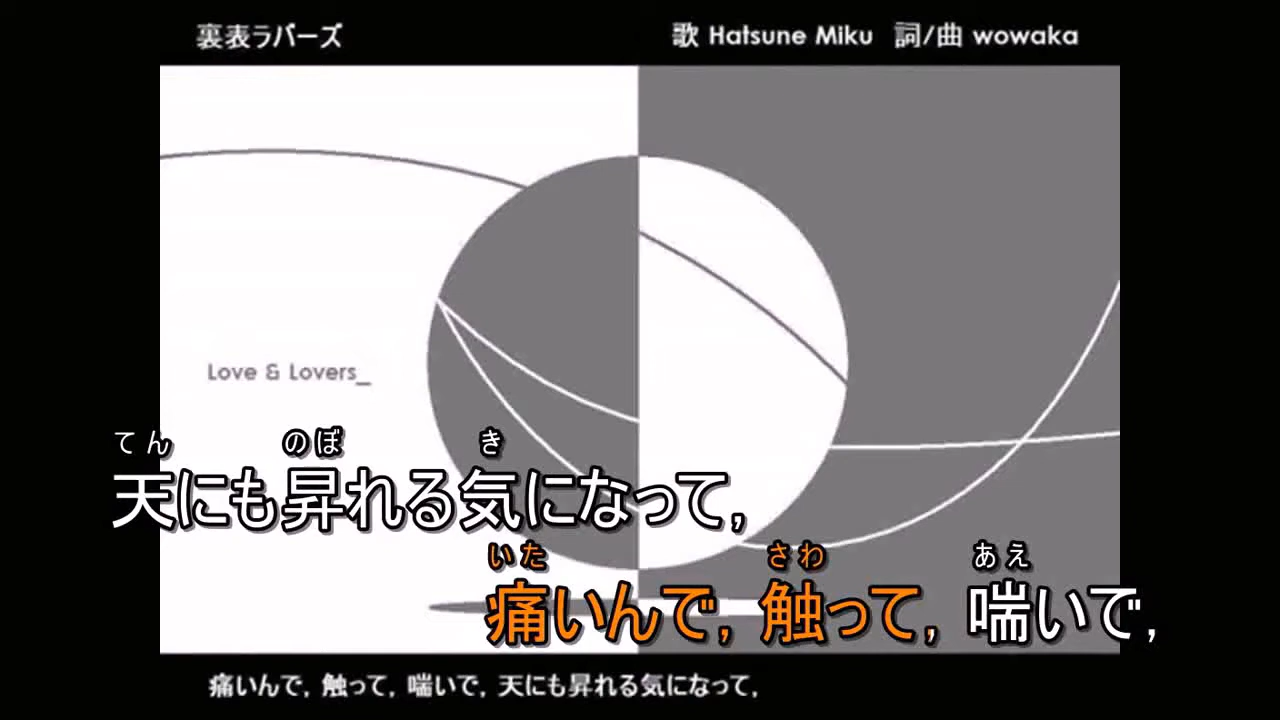 裏表ラバーズ
歌 Hatsune Miku 詞/曲 wowaka
Love & Lovers_
てん のぼ き
天にも昇れる気になって,
いた さわ あえ
痛いんで, 触って, 喘いで,
痛いんで, 触って, 喘いで, 天にも昇れる気になって,